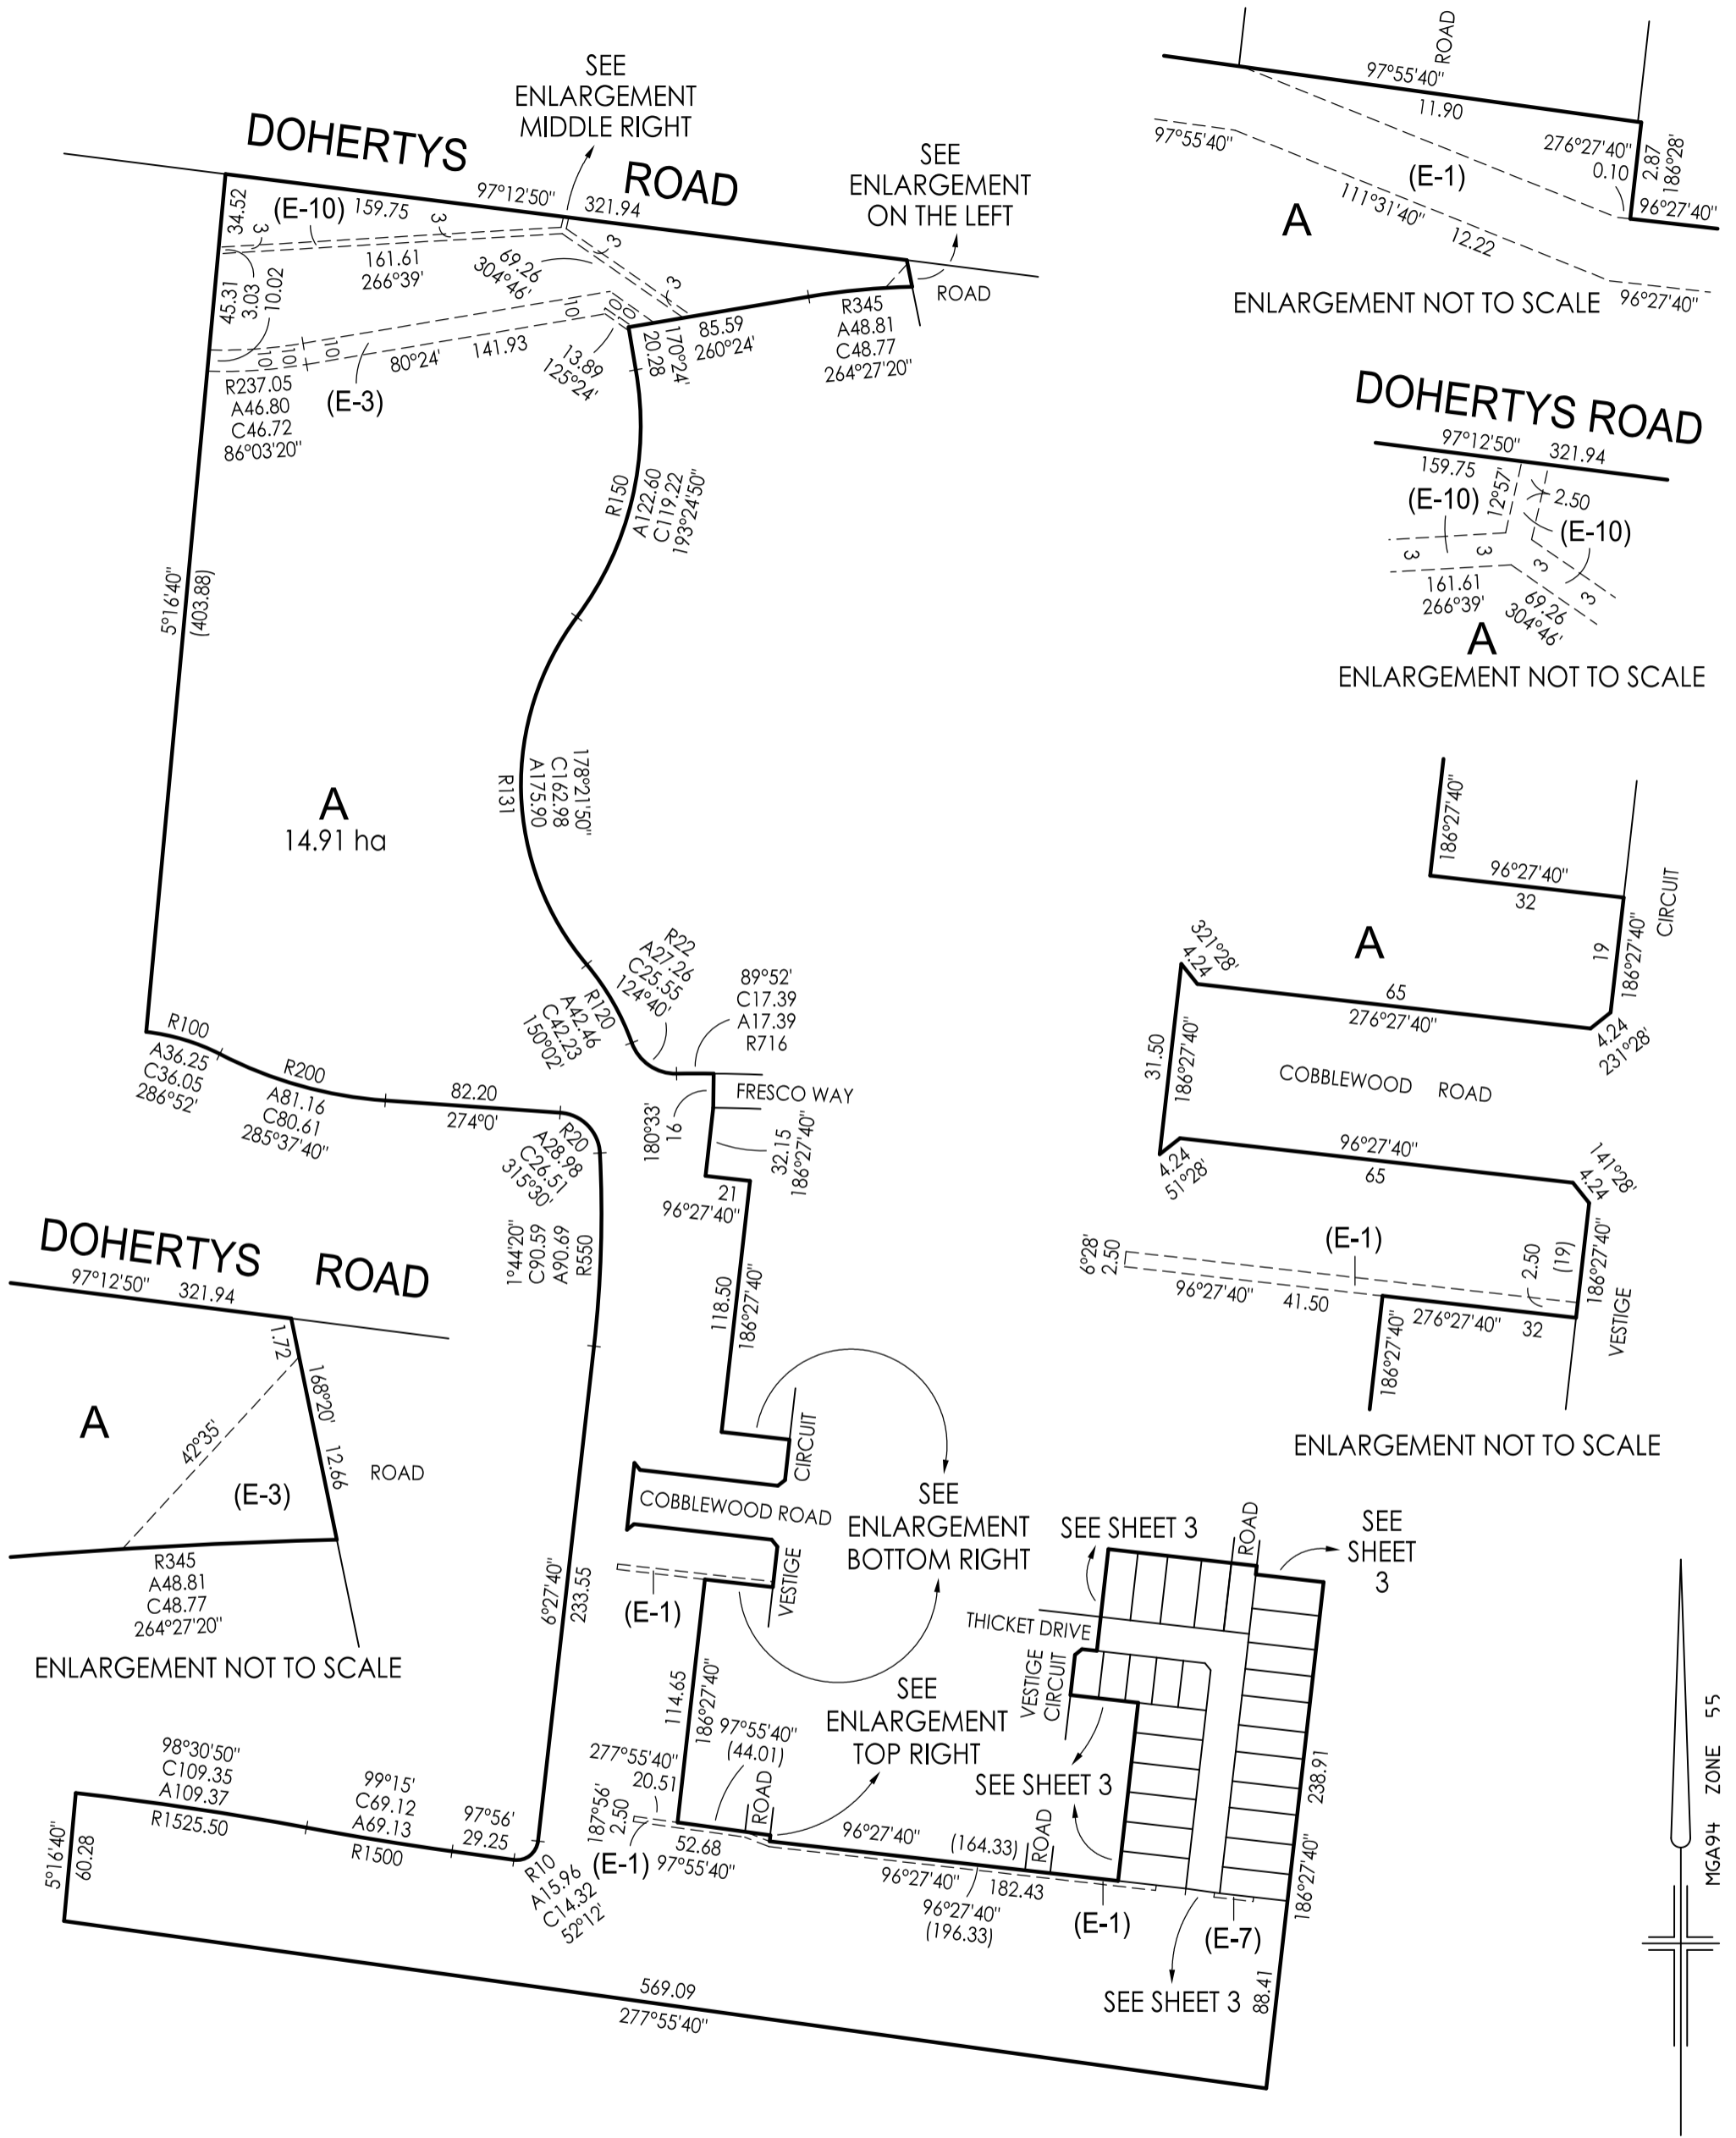 SEE
ENLARGEMENT
MIDDLE RIGHT
DOHERTYS ROAD
97°12'50" 321.94
SEE
ENLARGEMENT
ON THE LEFT
34.52
3
(E-10)
159.75
3
161.61
266°39'
69.26
304°46'
3
3
45.31
3.03
10.02
10
10
10
10
10
R237.05
A46.80
C46.72
86°03'20"
(E-3)
80°24'
141.93
13.89
125°24'
20.28
170°24'
85.59
260°24'
R345
A48.81
C48.77
264°27'20"
ROAD
R150
A122.60
C119.22
193°24'50"
5°16'40"
(403.88)
178°21'50"
C162.98
A175.90
R131
A
14.91 ha
R22
A27.26
C25.55
124°40'
R120
A42.46
C42.23
150°02'
89°52'
C17.39
A17.39
R716
FRESCO WAY
180°33'
16
32.15
186°27'40"
21
96°27'40"
118.50
186°27'40"
R100
A36.25
C36.05
286°52'
R200
A81.16
C80.61
285°37'40"
82.20
274°0'
R20
A28.98
C26.51
315°30'
1°44'20"
C90.59
A90.69
R550
6°27'40"
233.55
CIRCUIT
COBBLEWOOD ROAD
VESTIGE
(E-1)
SEE
ENLARGEMENT
BOTTOM RIGHT
114.65
186°27'40"
SEE
ENLARGEMENT
TOP RIGHT
97°55'40"
(44.01)
277°55'40"
20.51
187°56'
2.50
(E-1)
52.68
97°55'40"
ROAD
96°27'40"
(164.33)
ROAD
96°27'40"
182.43
96°27'40"
(196.33)
(E-1)
(E-7)
SEE SHEET 3
SEE SHEET 3
SEE SHEET 3
ROAD
SEE
SHEET
3
THICKET DRIVE
VESTIGE
CIRCUIT
238.91
186°27'40"
88.41
98°30'50"
C109.35
A109.37
R1525.50
99°15'
C69.12
A69.13
R1500
97°56'
29.25
R10
A15.96
C14.32
52°12'
5°16'40"
60.28
569.09
277°55'40"
DOHERTYS ROAD
97°12'50" 321.94
1.72
168°20'
12.66
A
42°35'
(E-3)
ROAD
R345
A48.81
C48.77
264°27'20"
ENLARGEMENT NOT TO SCALE
ROAD
97°55'40"
11.90
97°55'40"
276°27'40"
0.10
2.87
186°28'
(E-1)
96°27'40"
A
111°31'40"
12.22
96°27'40"
ENLARGEMENT NOT TO SCALE
DOHERTYS ROAD
97°12'50" 321.94
159.75
(E-10)
12°57'
2.50
(E-10)
3
3
161.61
266°39'
3
3
69.26
304°46'
A
ENLARGEMENT NOT TO SCALE
186°27'40"
96°27'40"
32
CIRCUIT
19
186°27'40"
A
321°28'
4.24
65
276°27'40"
4.24
231°28'
31.50
186°27'40"
COBBLEWOOD ROAD
96°27'40"
65
4.24
51°28'
141°28'
4.24
(E-1)
6°28'
2.50
2.50
(19)
186°27'40"
96°27'40"
41.50
276°27'40"
32
186°27'40"
VESTIGE
ENLARGEMENT NOT TO SCALE
MGA94 ZONE 55